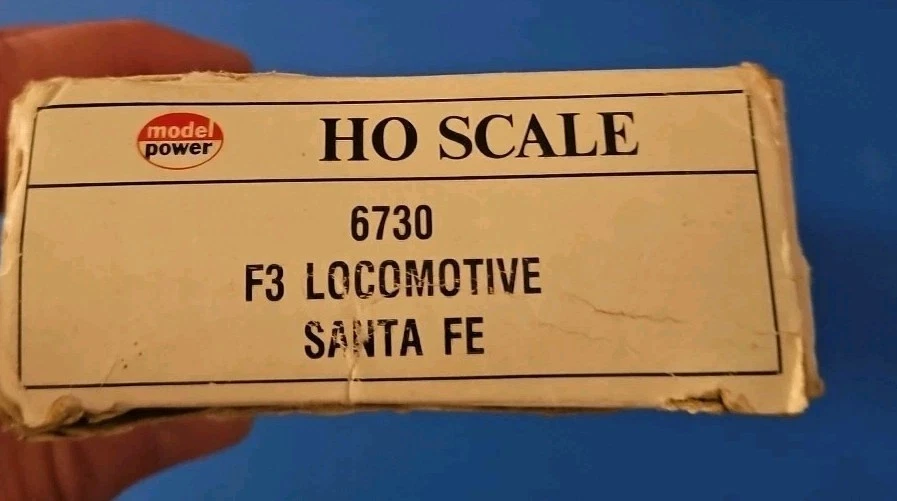 model
power
HO SCALE
6730
F3 LOCOMOTIVE
SANTA FE